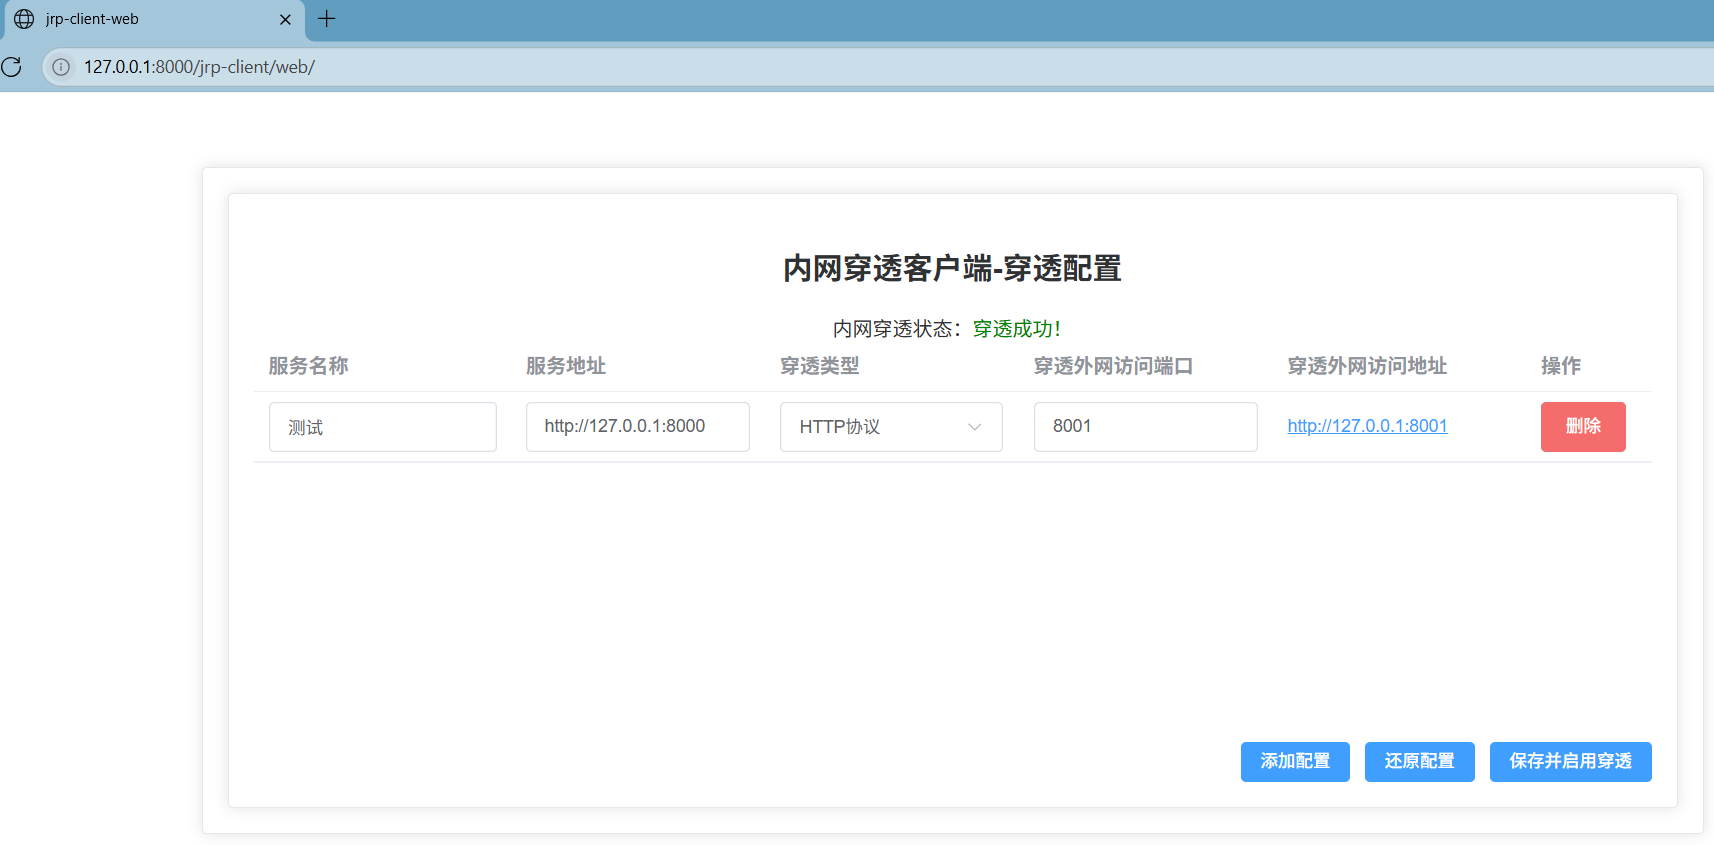 jrp-client-web
127.0.0.1:8000/jrp-client/web/
内网穿透客户端-穿透配置
内网穿透状态：穿透成功！
服务名称 服务地址 穿透类型 穿透外网访问端口 穿透外网访问地址 操作
测试 http://127.0.0.1:8000 HTTP协议 8001 http://127.0.0.1:8001 删除
添加配置 还原配置 保存并启用穿透